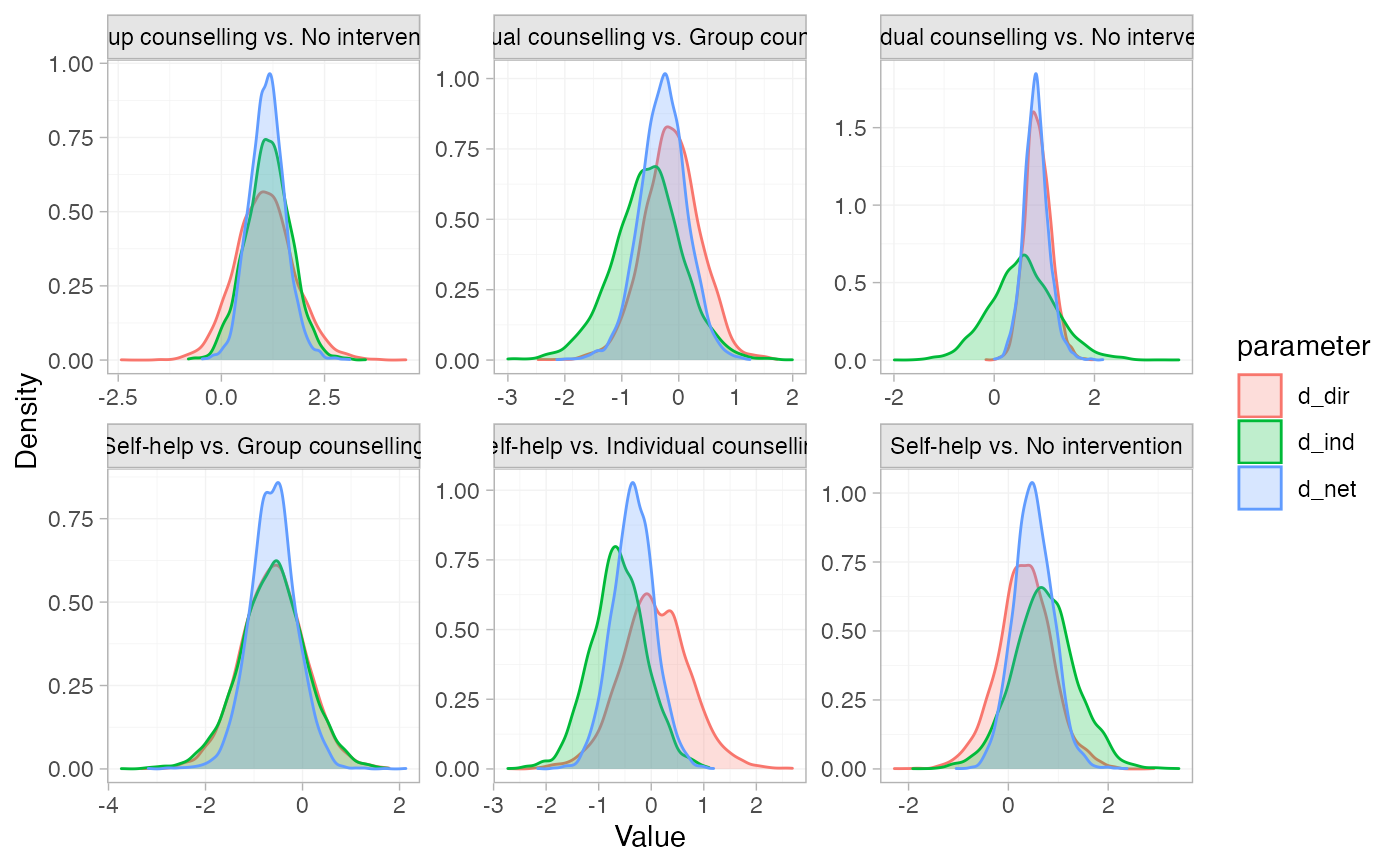 up counselling vs. No interven
ual counselling vs. Group coun
dual counselling vs. No interve
1.00
0.75
0.50
0.25
0.00
-2.5 0.0 2.5
1.00
0.75
0.50
0.25
0.00
-3 -2 -1 0 1 2
1.5
1.0
0.5
0.0
-2 0 2
Self-help vs. Group counselling
elf-help vs. Individual counsellin
Self-help vs. No intervention
0.75
0.50
0.25
0.00
-4 -2 0 2
1.00
0.75
0.50
0.25
0.00
-3 -2 -1 0 1 2
1.00
0.75
0.50
0.25
0.00
-2 0 2
Density
Value
parameter
d_dir
d_ind
d_net